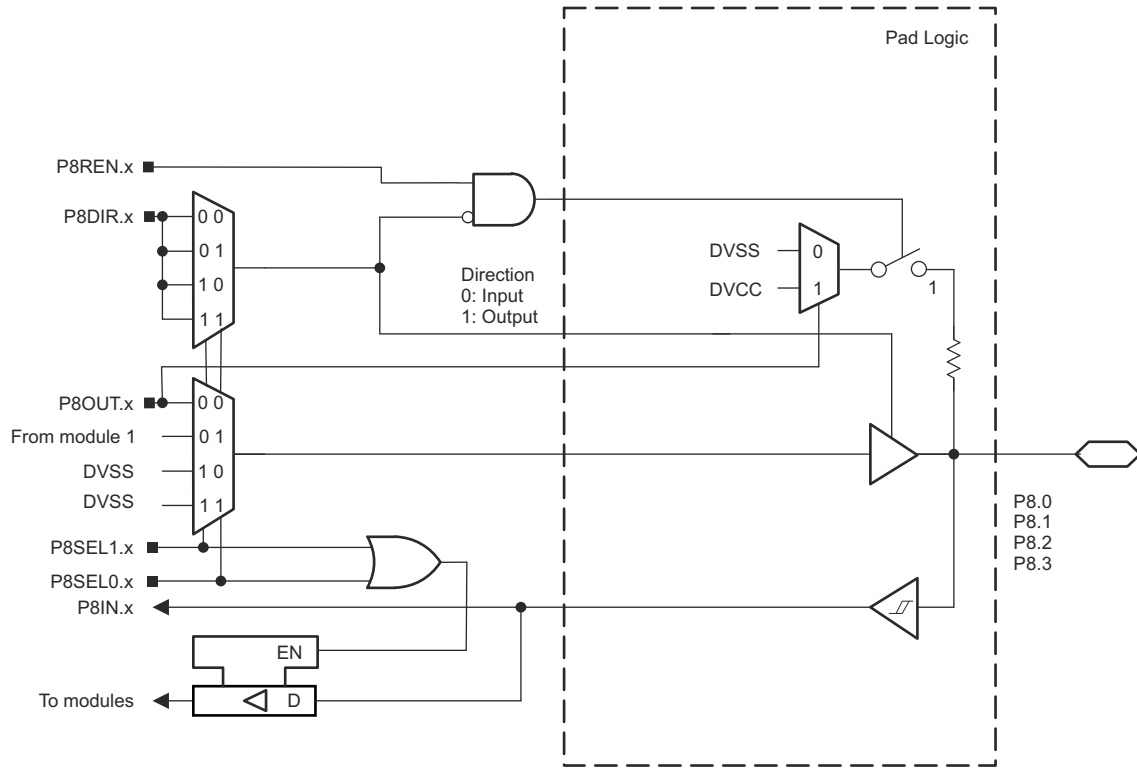 Pad Logic
P8REN.x
P8DIR.x
0 0
0 1
1 0
1 1
Direction
0: Input
1: Output
DVSS
0
DVCC
1
1
P8OUT.x
0 0
From module 1
0 1
DVSS
1 0
DVSS
1 1
P8.0
P8.1
P8.2
P8.3
P8SEL1.x
P8SEL0.x
P8IN.x
EN
To modules
D